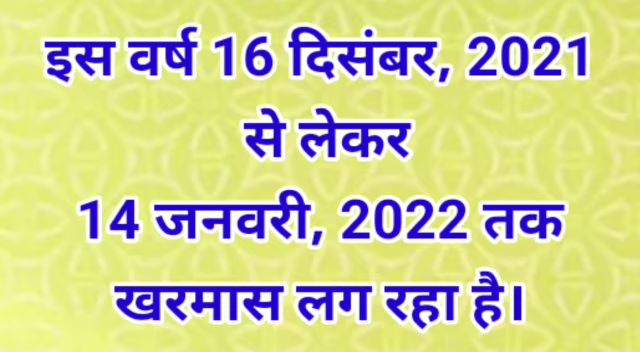 इस वर्ष 16 दिसंबर, 2021
से लेकर
14 जनवरी, 2022 तक
खरमास लग रहा है।